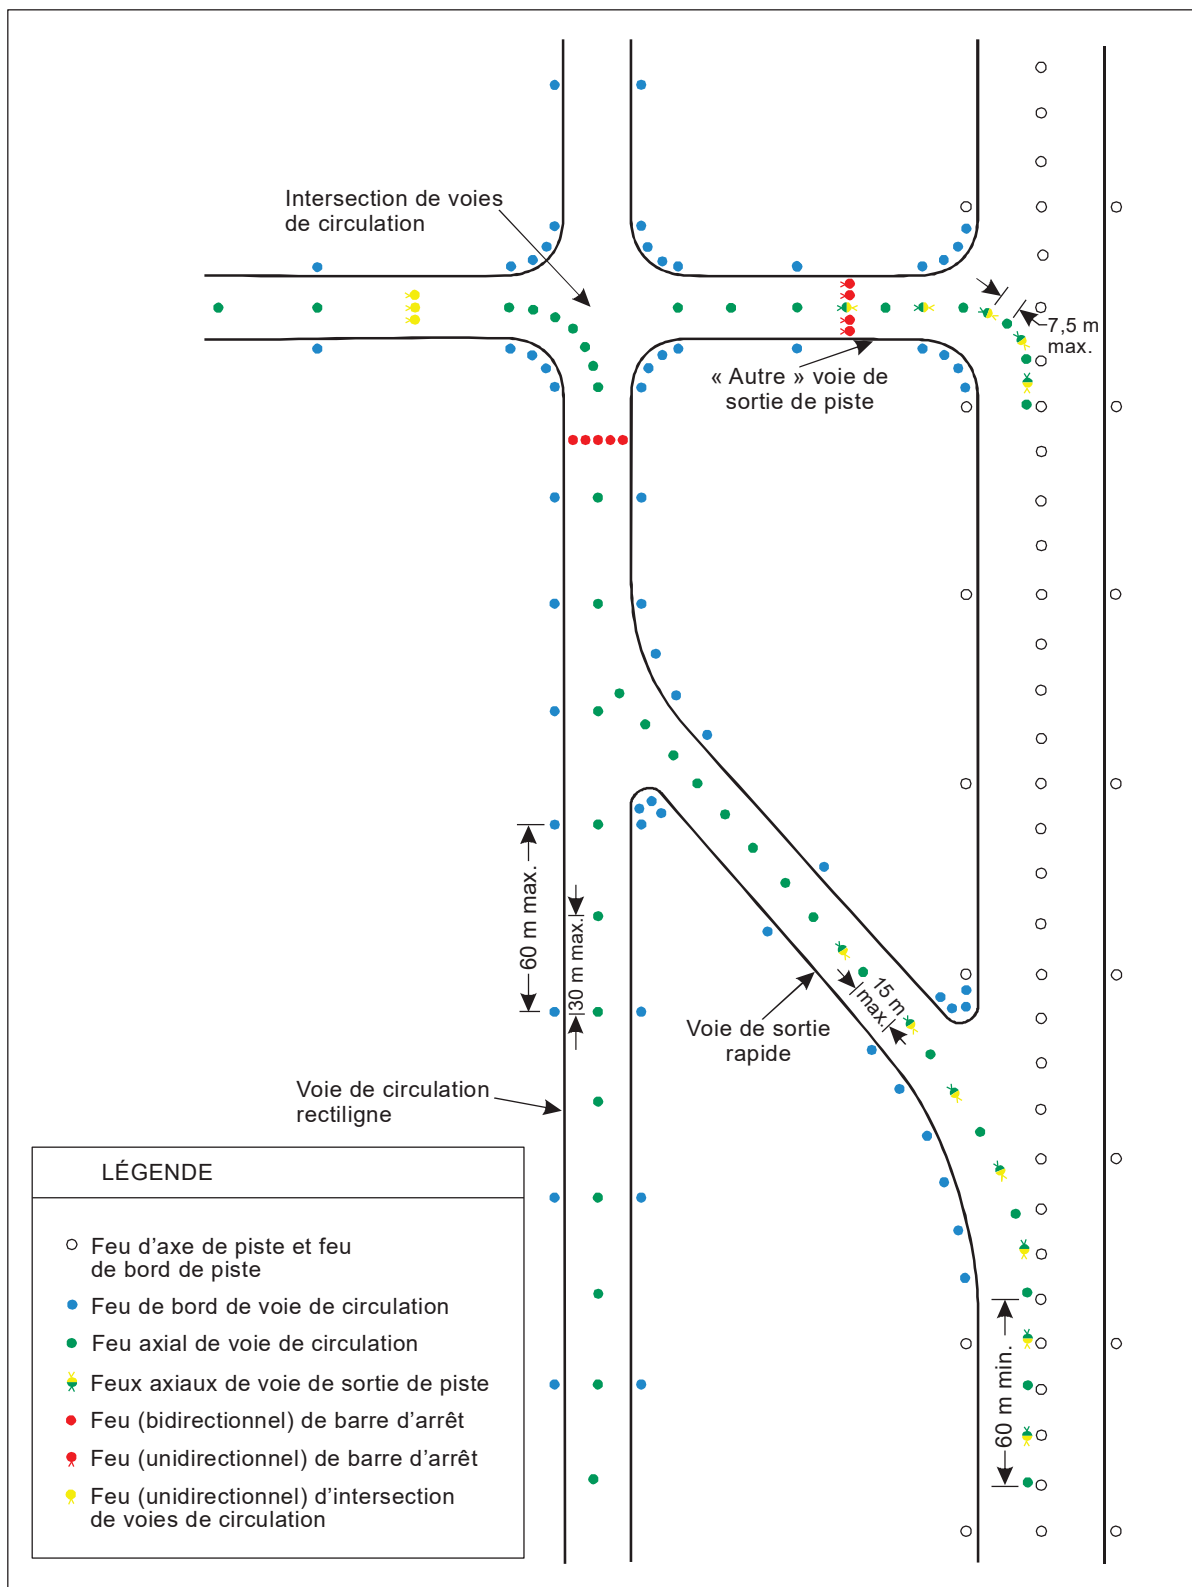 Intersection de voies
de circulation
7,5 m
max.
« Autre » voie de
sortie de piste
60 m max.
30 m max.
15 m
max.
Voie de sortie
rapide
Voie de circulation
rectiligne
60 m min.
LÉGENDE
Feu d'axe de piste et feu
de bord de piste
Feu de bord de voie de circulation
Feu axial de voie de circulation
Feux axiaux de voie de sortie de piste
Feu (bidirectionnel) de barre d'arrêt
Feu (unidirectionnel) de barre d'arrêt
Feu (unidirectionnel) d'intersection
de voies de circulation